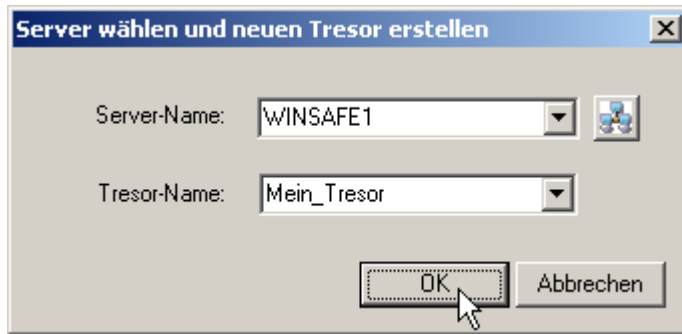 Server wählen und neuen Tresor erstellen
Server-Name: WINSAFE1
Tresor-Name: Mein_Tresor
OK Abbrechen